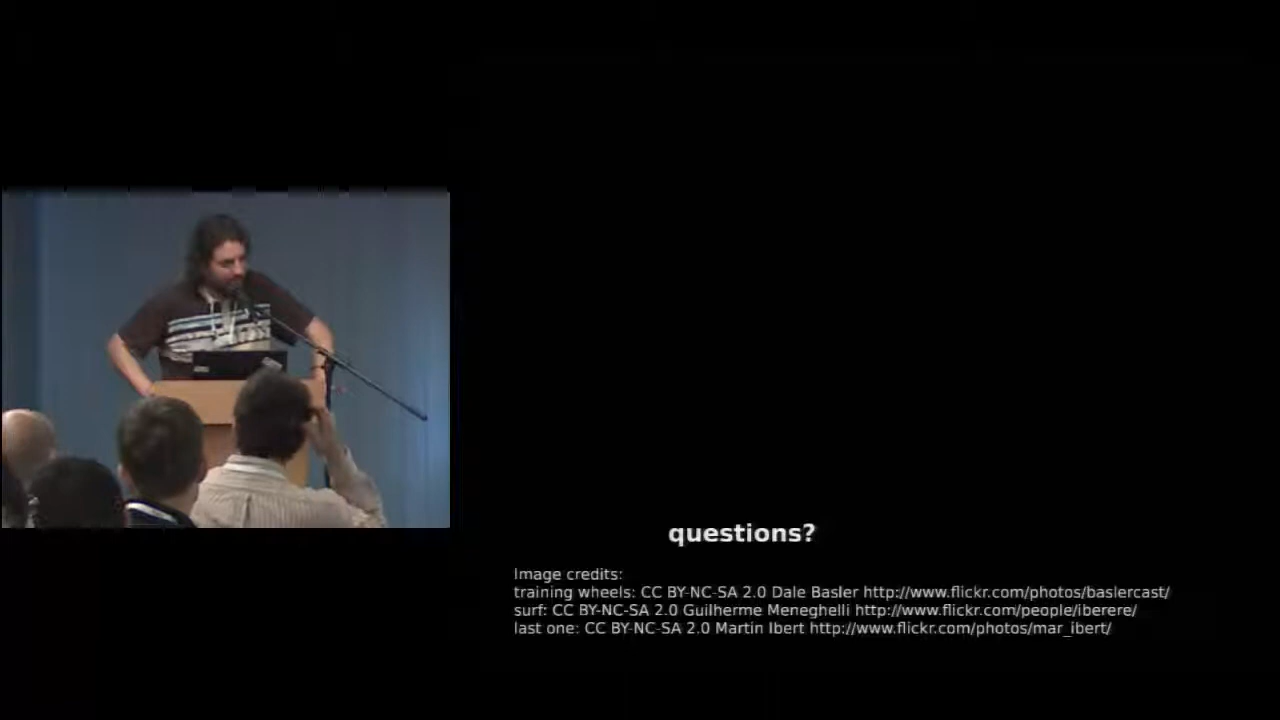 questions?
Image credits:
training wheels: CC BY-NC-SA 2.0 Dale Basler http://www.flickr.com/photos/baslercast/
surf: CC BY-NC-SA 2.0 Guilherme Meneghelli http://www.flickr.com/people/iberere/
last one: CC BY-NC-SA 2.0 Martin Ibert http://www.flickr.com/photos/mar_ibert/